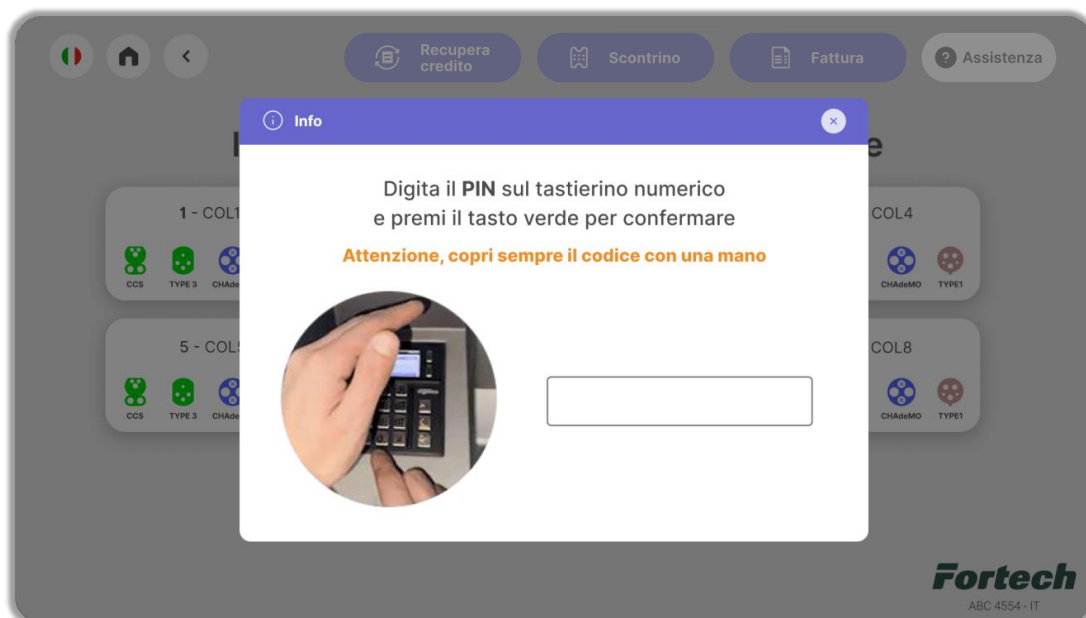 Recupera
credito
Scontrino
Fattura
? Assistenza
i Info
Digita il PIN sul tastierino numerico
e premi il tasto verde per confermare
Attenzione, copri sempre il codice con una mano
1 - COL1
COL4
CCS
TYPE 3
CHAdeMO
TYPE1
5 - COL5
COL8
CCS
TYPE 3
CHAdeMO
TYPE1
Fortech
ABC 4554 - IT